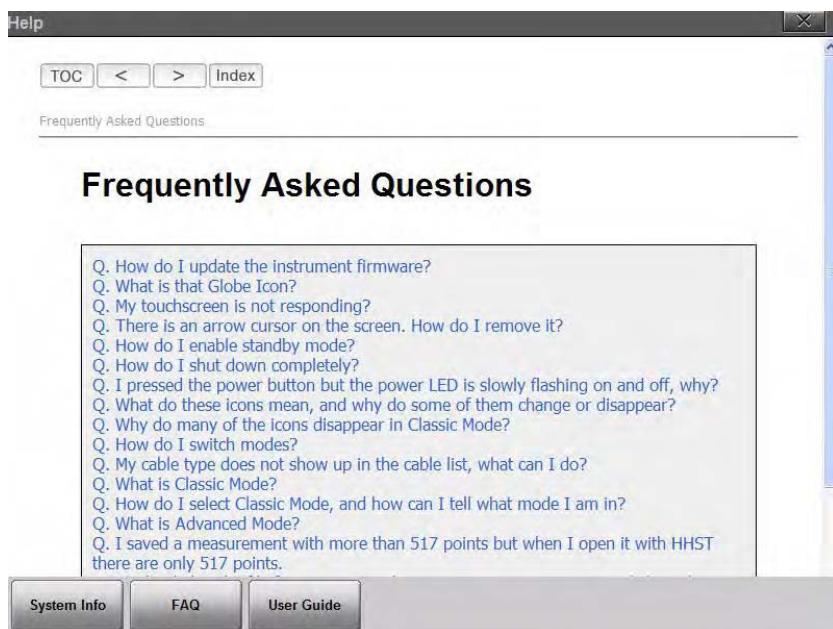 Help
TOC < > Index
Frequently Asked Questions
Frequently Asked Questions
Q. How do I update the instrument firmware?
Q. What is that Globe Icon?
Q. My touchscreen is not responding?
Q. There is an arrow cursor on the screen. How do I remove it?
Q. How do I enable standby mode?
Q. How do I shut down completely?
Q. I pressed the power button but the power LED is slowly flashing on and off, why?
Q. What do these icons mean, and why do some of them change or disappear?
Q. Why do many of the icons disappear in Classic Mode?
Q. How do I switch modes?
Q. My cable type does not show up in the cable list, what can I do?
Q. What is Classic Mode?
Q. How do I select Classic Mode, and how can I tell what mode I am in?
Q. What is Advanced Mode?
Q. I saved a measurement with more than 517 points but when I open it with HHST
there are only 517 points.
System Info FAQ User Guide